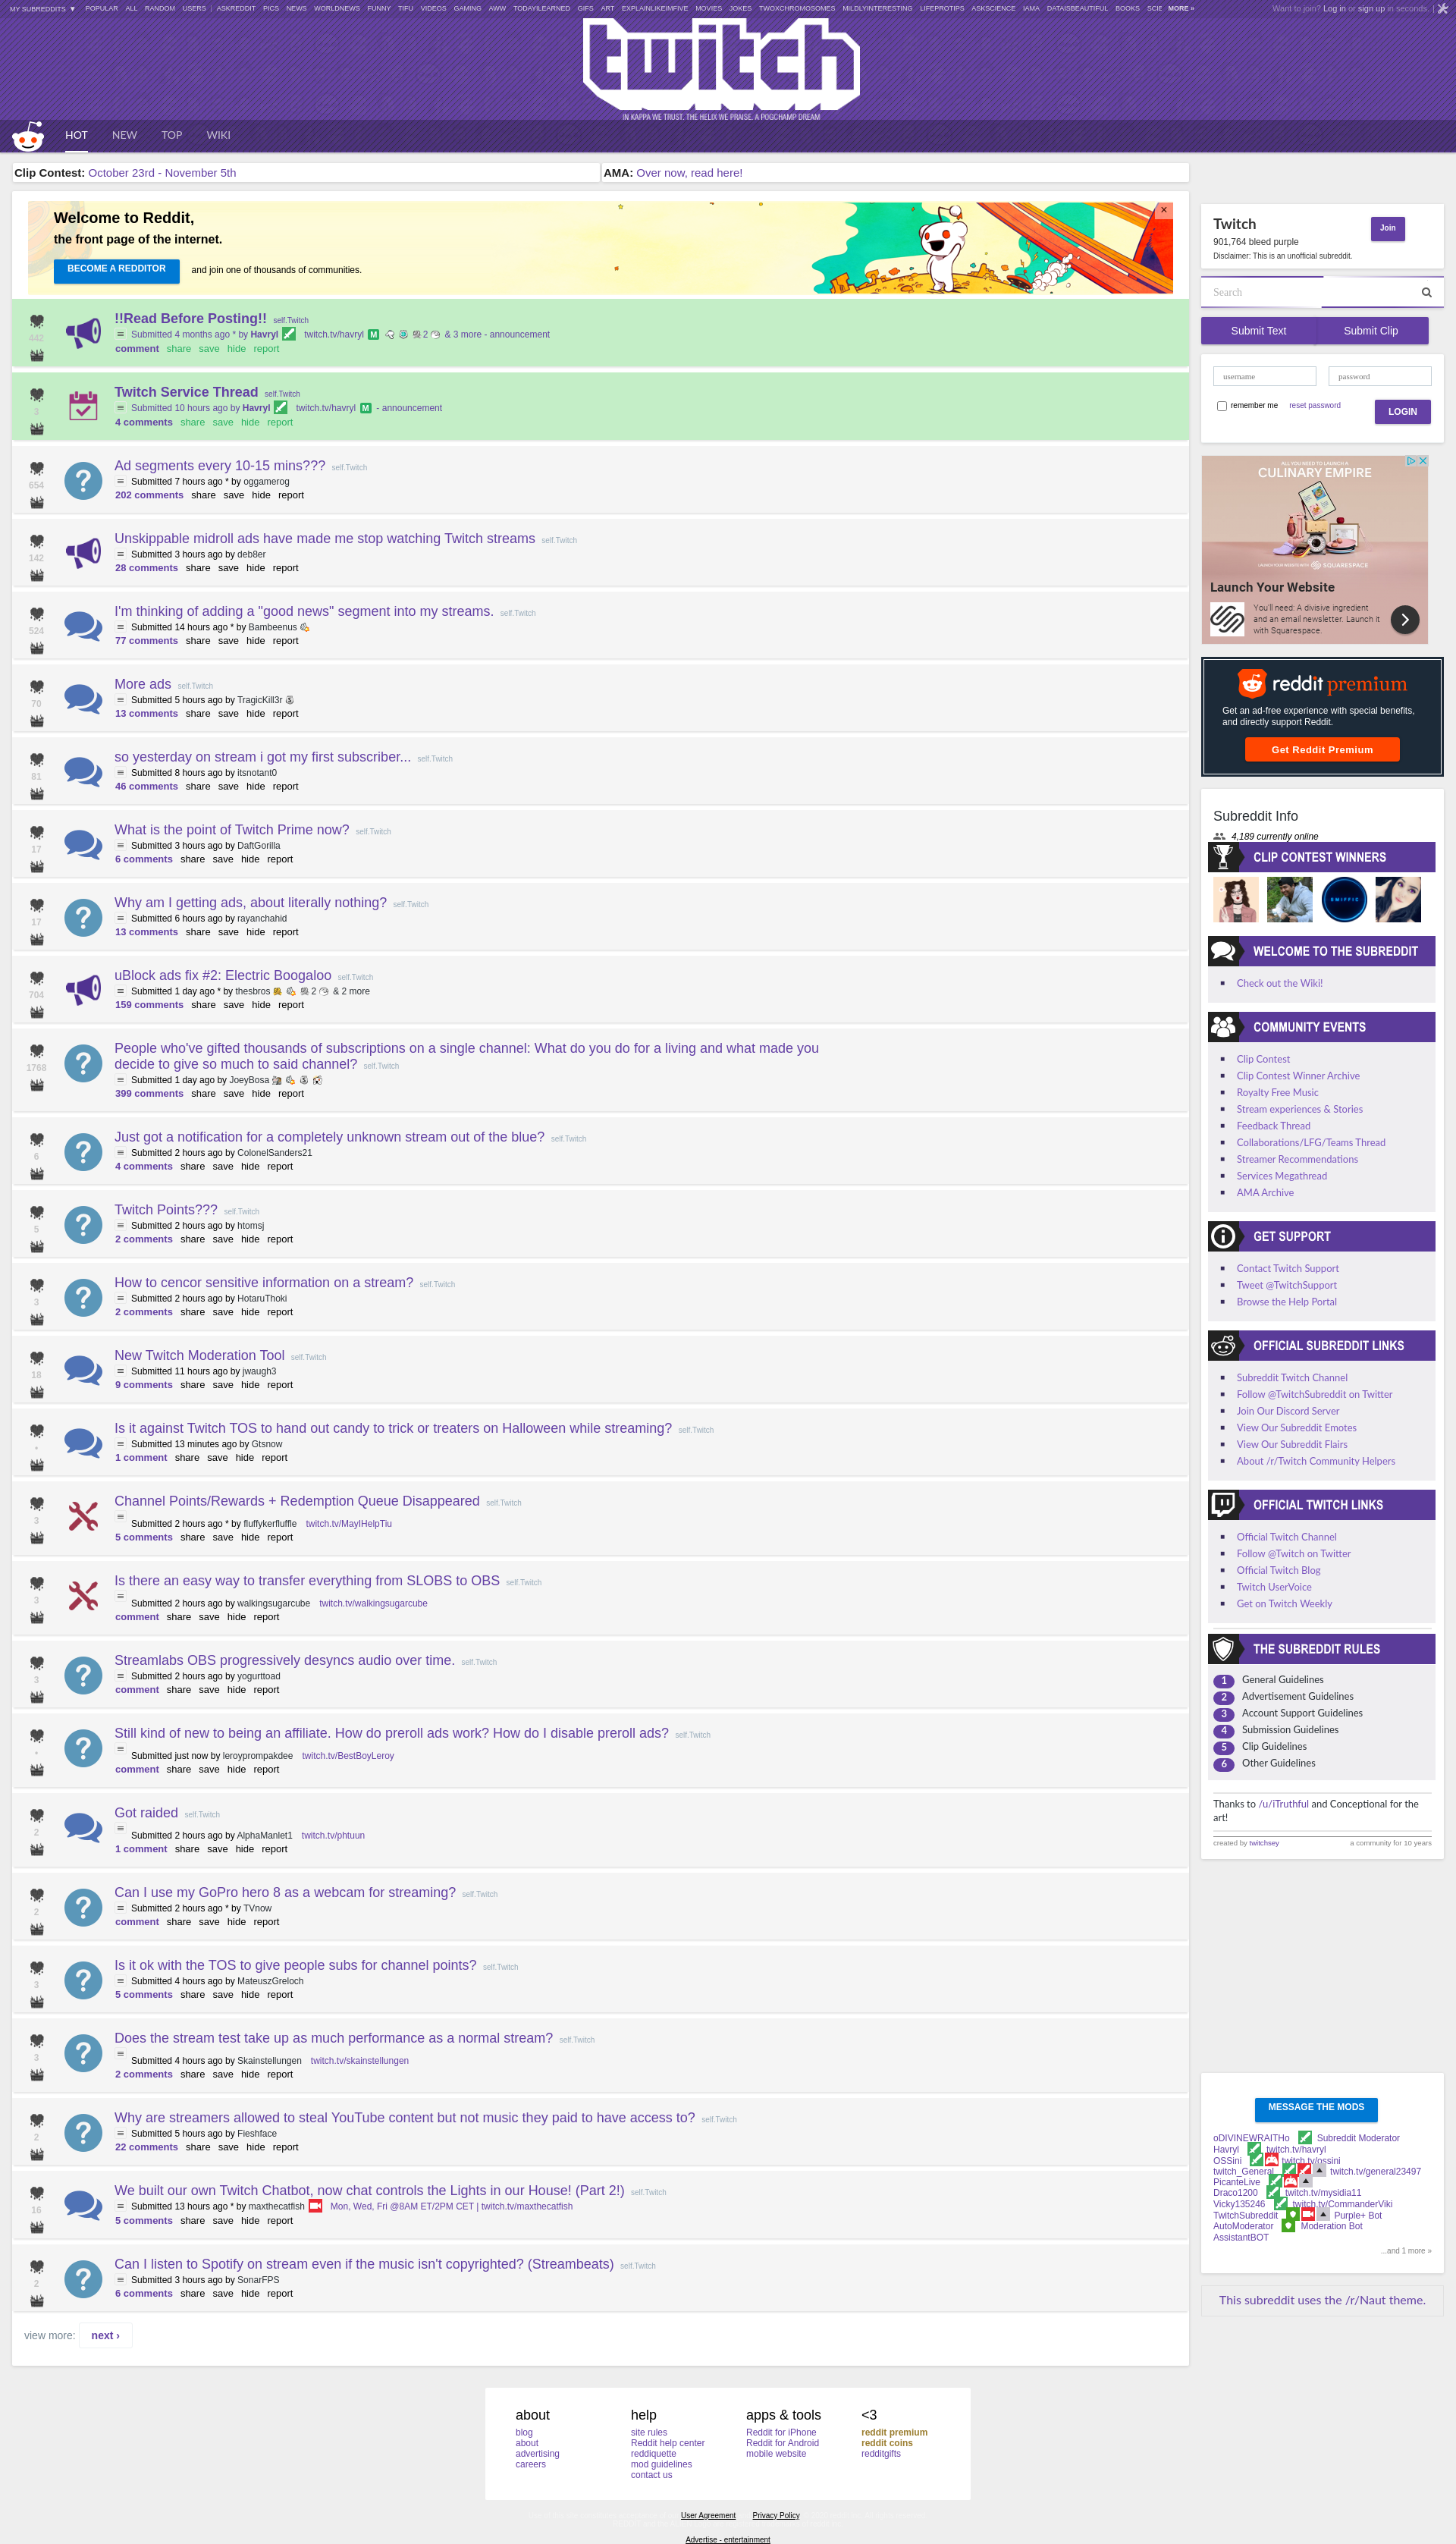 MY SUBREDDITS ▼ POPULAR ALL RANDOM USERS | ASKREDDIT PICS NEWS WORLDNEWS FUNNY TIFU VIDEOS GAMING AWW TODAYILEARNED GIFS ART EXPLAINLIKEIMFIVE MOVIES JOKES TWOXCHROMOSOMES MILDLYINTERESTING LIFEPROTIPS ASKSCIENCE IAMA DATAISBEAUTIFUL BOOKS SCIE MORE »
Want to join? Log in or sign up in seconds. |
twitch
IN KAPPA WE TRUST. THE HELIX WE PRAISE. A POGCHAMP DREAM
HOT NEW TOP WIKI
Clip Contest: October 23rd - November 5th
AMA: Over now, read here!
Welcome to Reddit,
the front page of the internet.
BECOME A REDDITOR and join one of thousands of communities.
×
442
!!Read Before Posting!! self.Twitch
Submitted 4 months ago * by Havryl twitch.tv/havryl M 2 & 3 more - announcement
comment share save hide report
3
Twitch Service Thread self.Twitch
Submitted 10 hours ago by Havryl twitch.tv/havryl M - announcement
4 comments share save hide report
654
Ad segments every 10-15 mins??? self.Twitch
Submitted 7 hours ago * by oggamerog
202 comments share save hide report
142
Unskippable midroll ads have made me stop watching Twitch streams self.Twitch
Submitted 3 hours ago by deb8er
28 comments share save hide report
524
I'm thinking of adding a "good news" segment into my streams. self.Twitch
Submitted 14 hours ago * by Bambeenus
77 comments share save hide report
70
More ads self.Twitch
Submitted 5 hours ago by TragicKill3r
13 comments share save hide report
81
so yesterday on stream i got my first subscriber... self.Twitch
Submitted 8 hours ago by itsnotant0
46 comments share save hide report
17
What is the point of Twitch Prime now? self.Twitch
Submitted 3 hours ago by DaftGorilla
6 comments share save hide report
17
Why am I getting ads, about literally nothing? self.Twitch
Submitted 6 hours ago by rayanchahid
13 comments share save hide report
704
uBlock ads fix #2: Electric Boogaloo self.Twitch
Submitted 1 day ago * by thesbros 2 & 2 more
159 comments share save hide report
1768
People who've gifted thousands of subscriptions on a single channel: What do you do for a living and what made you
decide to give so much to said channel? self.Twitch
Submitted 1 day ago by JoeyBosa
399 comments share save hide report
6
Just got a notification for a completely unknown stream out of the blue? self.Twitch
Submitted 2 hours ago by ColonelSanders21
4 comments share save hide report
5
Twitch Points??? self.Twitch
Submitted 2 hours ago by htomsj
2 comments share save hide report
3
How to cencor sensitive information on a stream? self.Twitch
Submitted 2 hours ago by HotaruThoki
2 comments share save hide report
18
New Twitch Moderation Tool self.Twitch
Submitted 11 hours ago by jwaugh3
9 comments share save hide report
•
Is it against Twitch TOS to hand out candy to trick or treaters on Halloween while streaming? self.Twitch
Submitted 13 minutes ago by Gtsnow
1 comment share save hide report
3
Channel Points/Rewards + Redemption Queue Disappeared self.Twitch
Submitted 2 hours ago * by fluffykerfluffle twitch.tv/MayIHelpTiu
5 comments share save hide report
3
Is there an easy way to transfer everything from SLOBS to OBS self.Twitch
Submitted 2 hours ago by walkingsugarcube twitch.tv/walkingsugarcube
comment share save hide report
3
Streamlabs OBS progressively desyncs audio over time. self.Twitch
Submitted 2 hours ago by yogurttoad
comment share save hide report
•
Still kind of new to being an affiliate. How do preroll ads work? How do I disable preroll ads? self.Twitch
Submitted just now by leroyprompakdee twitch.tv/BestBoyLeroy
comment share save hide report
2
Got raided self.Twitch
Submitted 2 hours ago by AlphaManlet1 twitch.tv/phtuun
1 comment share save hide report
2
Can I use my GoPro hero 8 as a webcam for streaming? self.Twitch
Submitted 2 hours ago * by TVnow
comment share save hide report
3
Is it ok with the TOS to give people subs for channel points? self.Twitch
Submitted 4 hours ago by MateuszGreloch
5 comments share save hide report
3
Does the stream test take up as much performance as a normal stream? self.Twitch
Submitted 4 hours ago by Skainstellungen twitch.tv/skainstellungen
2 comments share save hide report
2
Why are streamers allowed to steal YouTube content but not music they paid to have access to? self.Twitch
Submitted 5 hours ago by Fieshface
22 comments share save hide report
16
We built our own Twitch Chatbot, now chat controls the Lights in our House! (Part 2!) self.Twitch
Submitted 13 hours ago * by maxthecatfish Mon, Wed, Fri @8AM ET/2PM CET | twitch.tv/maxthecatfish
5 comments share save hide report
2
Can I listen to Spotify on stream even if the music isn't copyrighted? (Streambeats) self.Twitch
Submitted 3 hours ago by SonarFPS
6 comments share save hide report
view more: next ›
Twitch
Join
901,764 bleed purple
Disclaimer: This is an unofficial subreddit.
Search
Submit Text Submit Clip
username password
remember me reset password LOGIN
ALL YOU NEED TO LAUNCH A
CULINARY EMPIRE
LAUNCH YOUR WEBSITE WITH SQUARESPACE
Launch Your Website
You'll need: A divisive ingredient
and an email newsletter. Launch it
with Squarespace.
reddit premium
Get an ad-free experience with special benefits,
and directly support Reddit.
Get Reddit Premium
Subreddit Info
4,189 currently online
CLIP CONTEST WINNERS
SWIFFIC
WELCOME TO THE SUBREDDIT
Check out the Wiki!
COMMUNITY EVENTS
Clip Contest
Clip Contest Winner Archive
Royalty Free Music
Stream experiences & Stories
Feedback Thread
Collaborations/LFG/Teams Thread
Streamer Recommendations
Services Megathread
AMA Archive
GET SUPPORT
Contact Twitch Support
Tweet @TwitchSupport
Browse the Help Portal
OFFICIAL SUBREDDIT LINKS
Subreddit Twitch Channel
Follow @TwitchSubreddit on Twitter
Join Our Discord Server
View Our Subreddit Emotes
View Our Subreddit Flairs
About /r/Twitch Community Helpers
OFFICIAL TWITCH LINKS
Official Twitch Channel
Follow @Twitch on Twitter
Official Twitch Blog
Twitch UserVoice
Get on Twitch Weekly
THE SUBREDDIT RULES
1 General Guidelines
2 Advertisement Guidelines
3 Account Support Guidelines
4 Submission Guidelines
5 Clip Guidelines
6 Other Guidelines
Thanks to /u/iTruthful and Conceptional for the
art!
created by twitchsey a community for 10 years
MESSAGE THE MODS
oDIVINEWRAITHo Subreddit Moderator
Havryl twitch.tv/havryl
OSSini twitch.tv/ossini
twitch_General twitch.tv/general23497
PicanteLive
Draco1200 twitch.tv/mysidia11
Vicky135246 twitch.tv/CommanderViki
TwitchSubreddit Purple+ Bot
AutoModerator Moderation Bot
AssistantBOT
...and 1 more »
This subreddit uses the /r/Naut theme.
about
blog
about
advertising
careers
help
site rules
Reddit help center
reddiquette
mod guidelines
contact us
apps & tools
Reddit for iPhone
Reddit for Android
mobile website
<3
reddit premium
reddit coins
redditgifts
User Agreement Privacy Policy
Advertise - entertainment